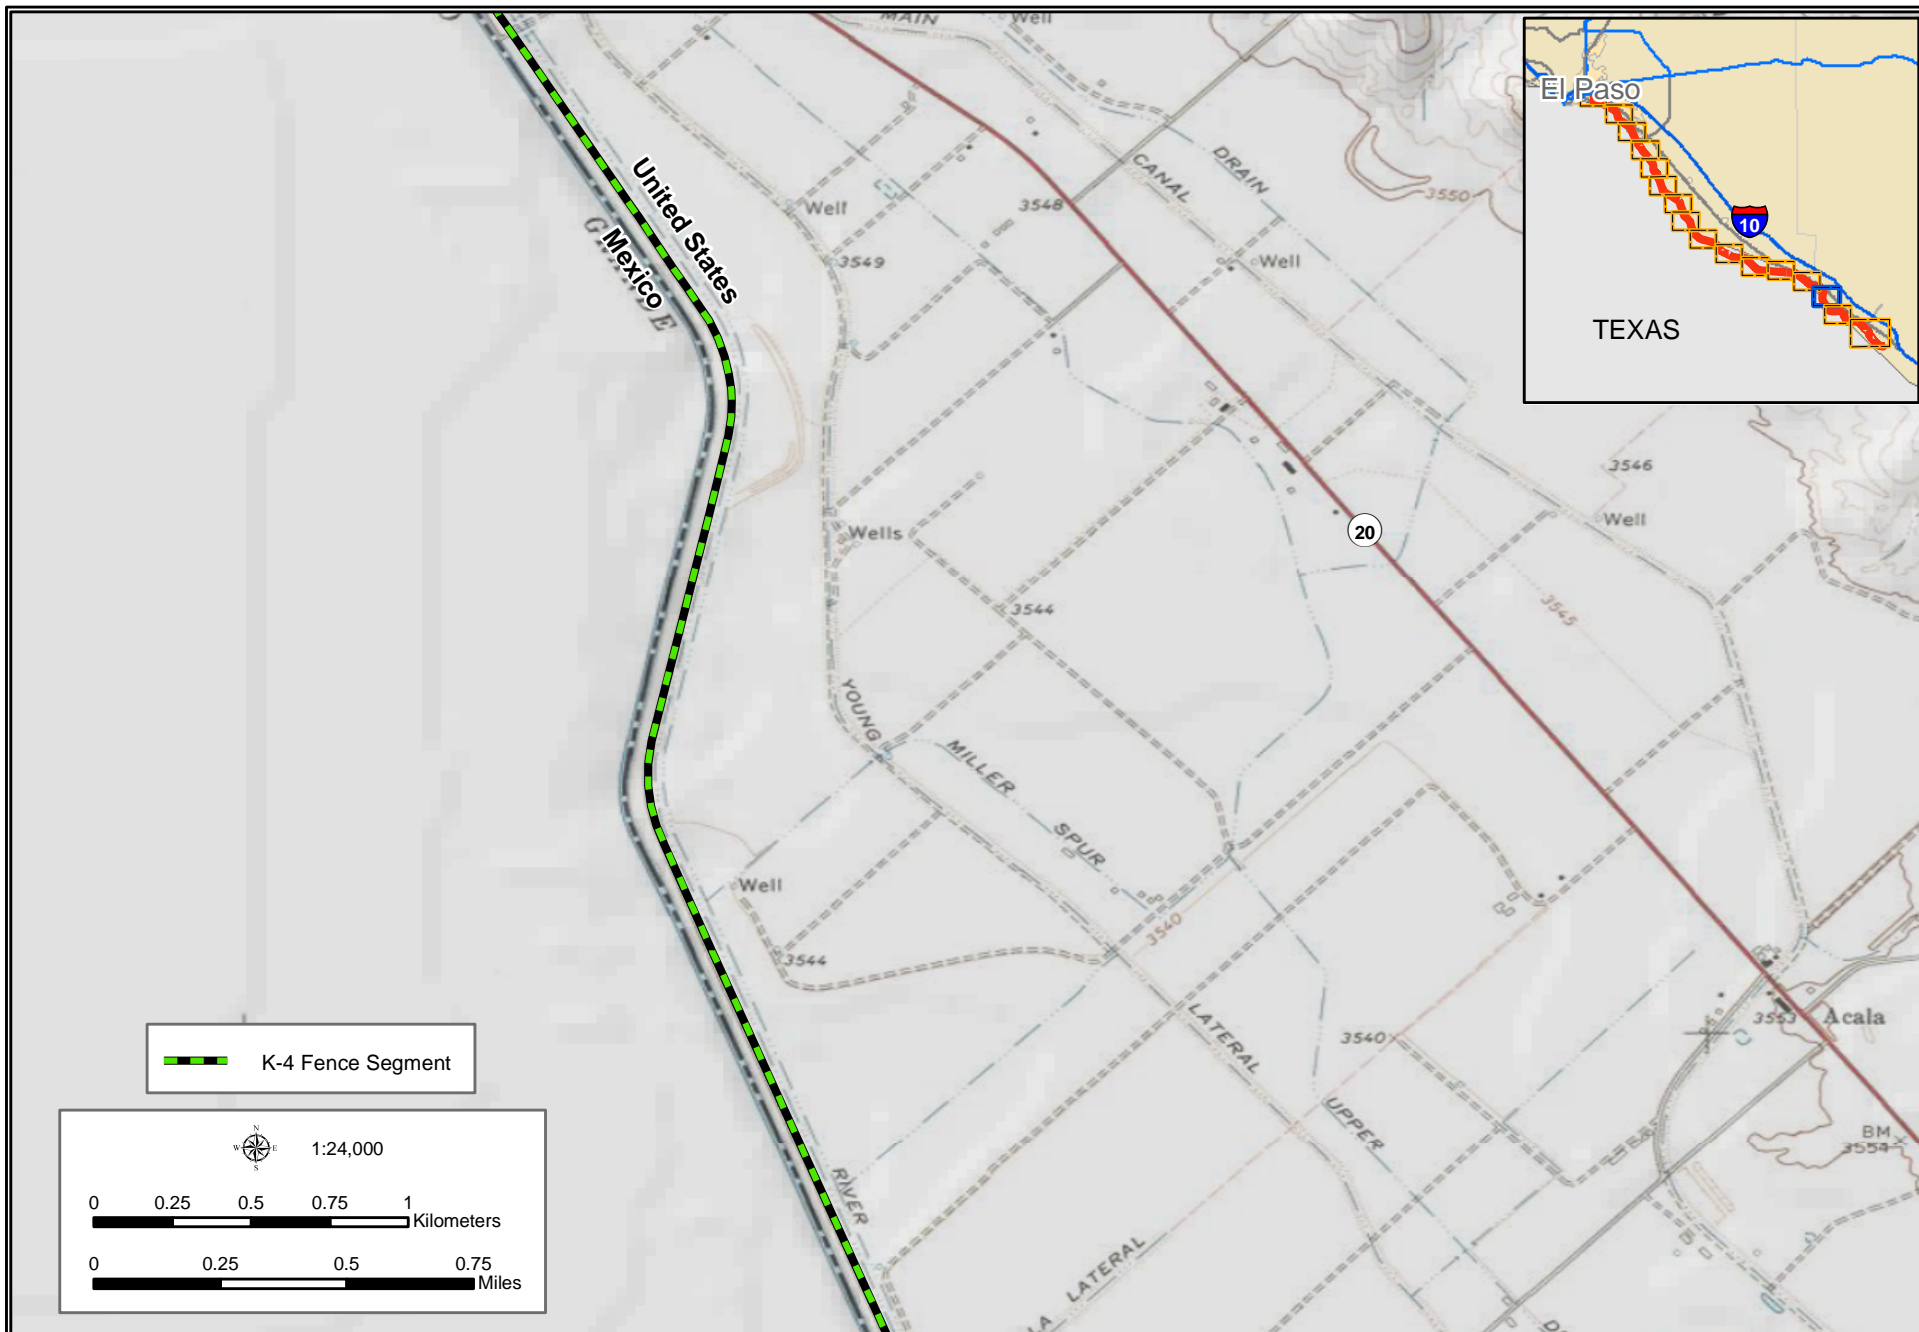 MAIN
Well
El Paso
10
TEXAS
DRAIN
CANAL
3550
Well
3548
United States
Mexico
3549
Well
3546
Well
Wells
20
3544
3545
YOUNG
MILLER
SPUR
Well
3540
3544
LATERAL
3540
3553
Acala
UPPER
BM
3554
RIVER
LATERAL
K-4 Fence Segment
N
W
E
S
1:24,000
0 0.25 0.5 0.75 1
Kilometers
0 0.25 0.5 0.75
Miles